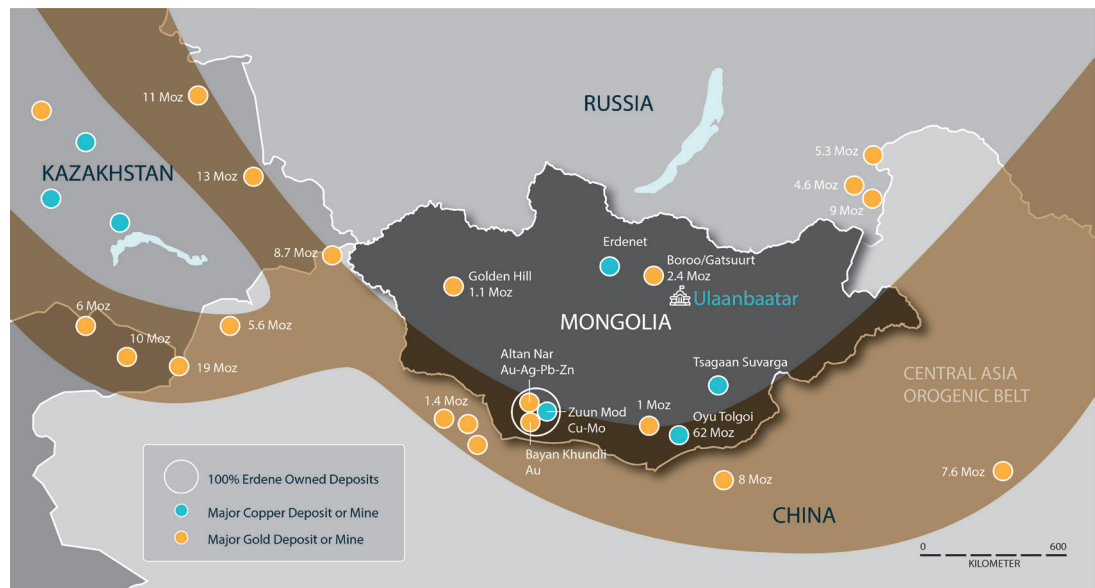 RUSSIA
11 Moz
KAZAKHSTAN
13 Moz
5.3 Moz
4.6 Moz
9 Moz
8.7 Moz
Erdenet
Boroo/Gatsuurt
2.4 Moz
Golden Hill
1.1 Moz
Ulaanbaatar
MONGOLIA
6 Moz
5.6 Moz
10 Moz
19 Moz
Altan Nar
Au-Ag-Pb-Zn
Tsagaan Suvarga
CENTRAL ASIA
OROGENIC BELT
1.4 Moz
Zuun Mod
Cu-Mo
1 Moz
Oyu Tolgoi
62 Moz
Bayan Khundii
Au
8 Moz
7.6 Moz
CHINA
100% Erdene Owned Deposits
Major Copper Deposit or Mine
Major Gold Deposit or Mine
0 600
KILOMETER